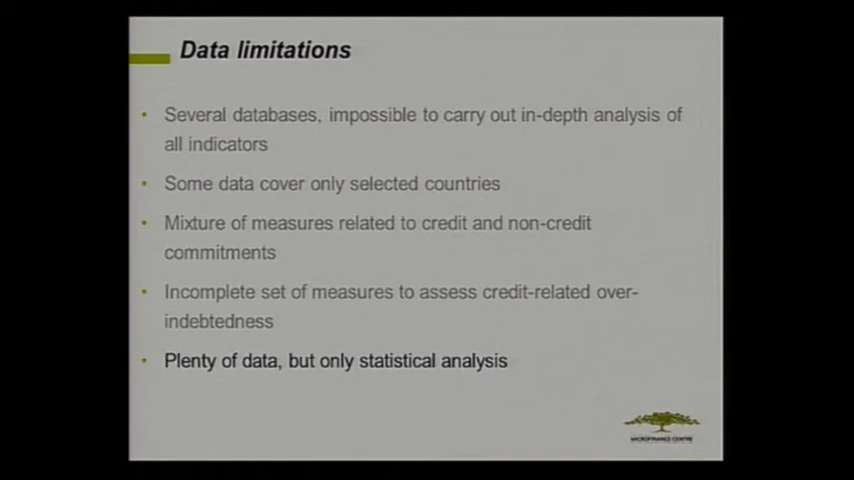 Data limitations
• Several databases, impossible to carry out in-depth analysis of
all indicators
• Some data cover only selected countries
• Mixture of measures related to credit and non-credit
commitments
• Incomplete set of measures to assess credit-related over-
indebtedness
• Plenty of data, but only statistical analysis
MICROFINANCE CENTRE